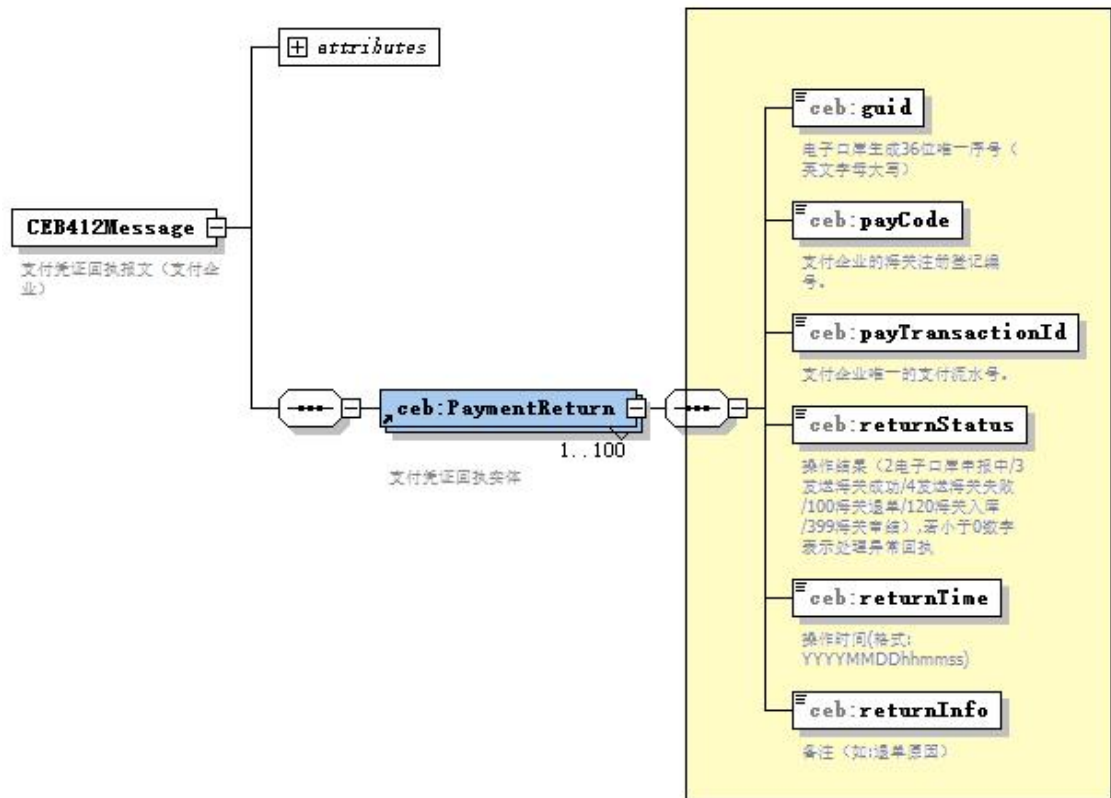 attributes
CEB412Message
支付凭证回执报文（支付企
业）
ceb:PaymentReturn
1..100
支付凭证回执实体
ceb:guid
电子口岸生成36位唯一序号（
英文字母大写）
ceb:payCode
支付企业的海关注册登记编
号。
ceb:payTransactionId
支付企业唯一的支付流水号。
ceb:returnStatus
操作结果（2电子口岸申报中/3
发送海关成功/4发送海关失败
/100海关退单/120海关入库
/399海关审结）,若小于0数字
表示处理异常回执
ceb:returnTime
操作时间(格式:
YYYYMMDDhhmmss)
ceb:returnInfo
备注（如:退单原因）